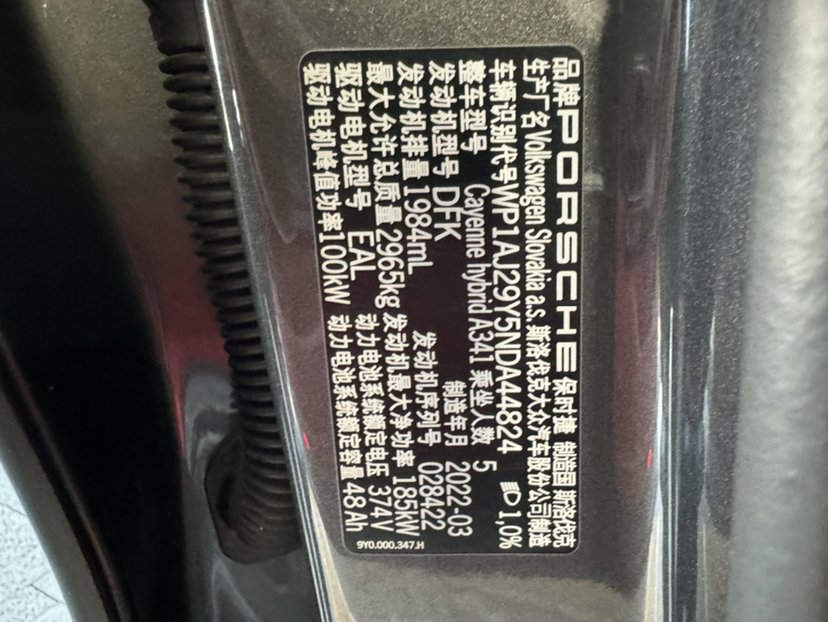 品牌 PORSCHE 保时捷 制造国 斯洛伐克
生产厂名 Volkswagen Slovakia a.s. 斯洛伐克大众汽车股份公司制造
车辆识别代号 WP1AJ29Y5NDA44824 1,0%
整车型号 Cayenne hybrid A341 乘坐人数 5
发动机型号 DFK 制造年月 2022-03
发动机排量 1984mL 发动机序列号 028422
最大允许总质量 2965kg 发动机最大净功率 185kW
驱动电机型号 EAL 动力电池系统额定电压 374V
驱动电机峰值功率 100kW 动力电池系统额定容量 48Ah
9Y0.000.347.H